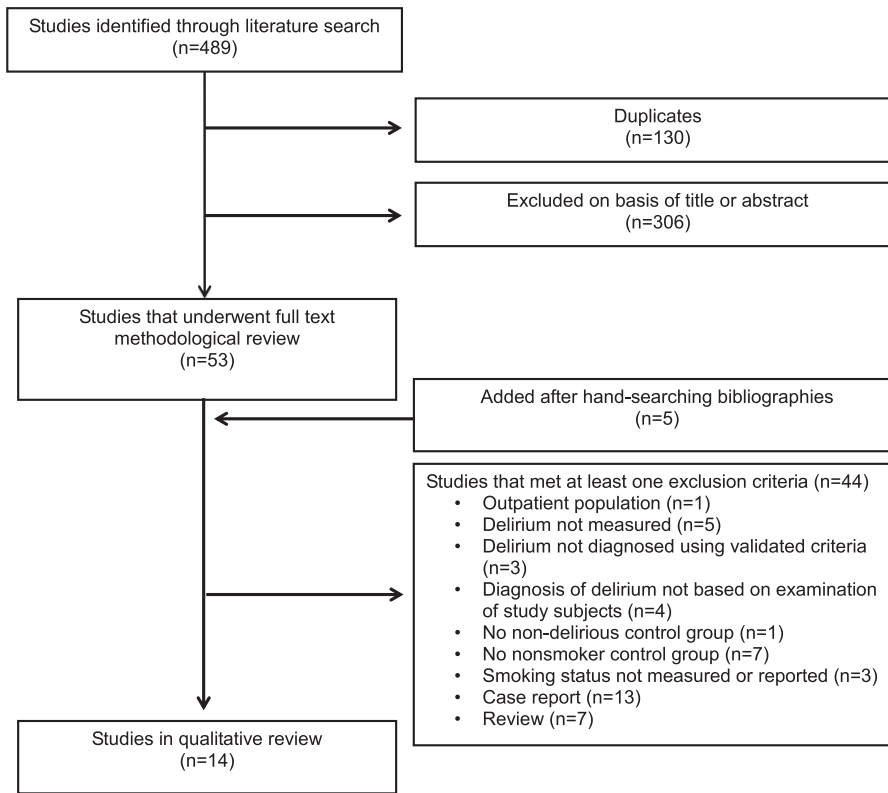 Studies identified through literature search
(n=489)
Duplicates
(n=130)
Excluded on basis of title or abstract
(n=306)
Studies that underwent full text
methodological review
(n=53)
Added after hand-searching bibliographies
(n=5)
Studies that met at least one exclusion criteria (n=44)
• Outpatient population (n=1)
• Delirium not measured (n=5)
• Delirium not diagnosed using validated criteria
(n=3)
• Diagnosis of delirium not based on examination
of study subjects (n=4)
• No non-delirious control group (n=1)
• No nonsmoker control group (n=7)
• Smoking status not measured or reported (n=3)
• Case report (n=13)
• Review (n=7)
Studies in qualitative review
(n=14)